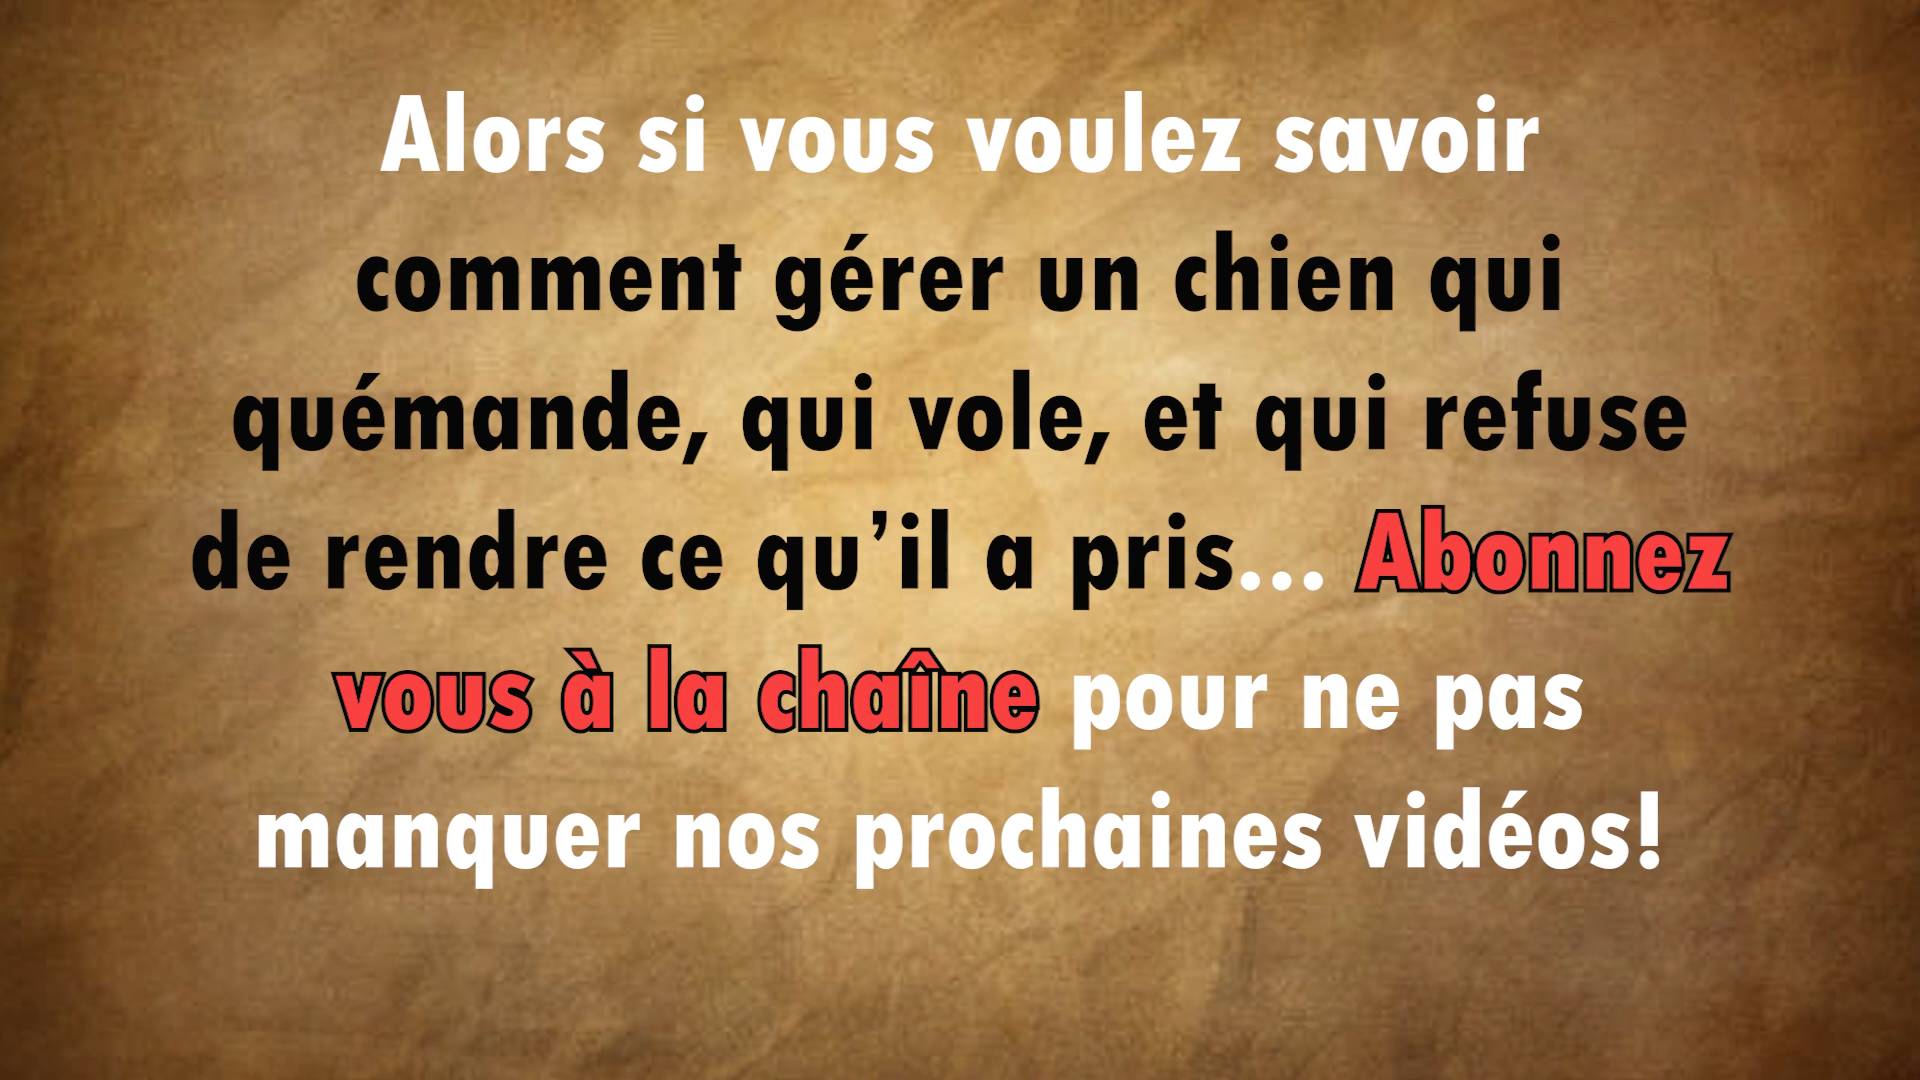 Alors si vous voulez savoir
comment gérer un chien qui
quémande, qui vole, et qui refuse
de rendre ce qu’il a pris... Abonnez
vous à la chaîne pour ne pas
manquer nos prochaines vidéos!